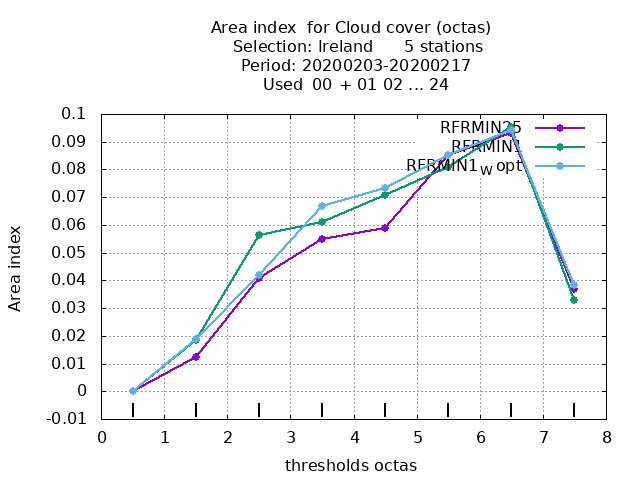 Area index  for Cloud cover (octas)
Selection: Ireland      5 stations
Period: 20200203-20200217
Used  00 + 01 02 ... 24
0.1
0.09
0.08
0.07
0.06
0.05
0.04
0.03
0.02
0.01
0
-0.01
Area index
RFRMIN25
RFRMIN1
RFRMIN1w opt
0 1 2 3 4 5 6 7 8
thresholds octas